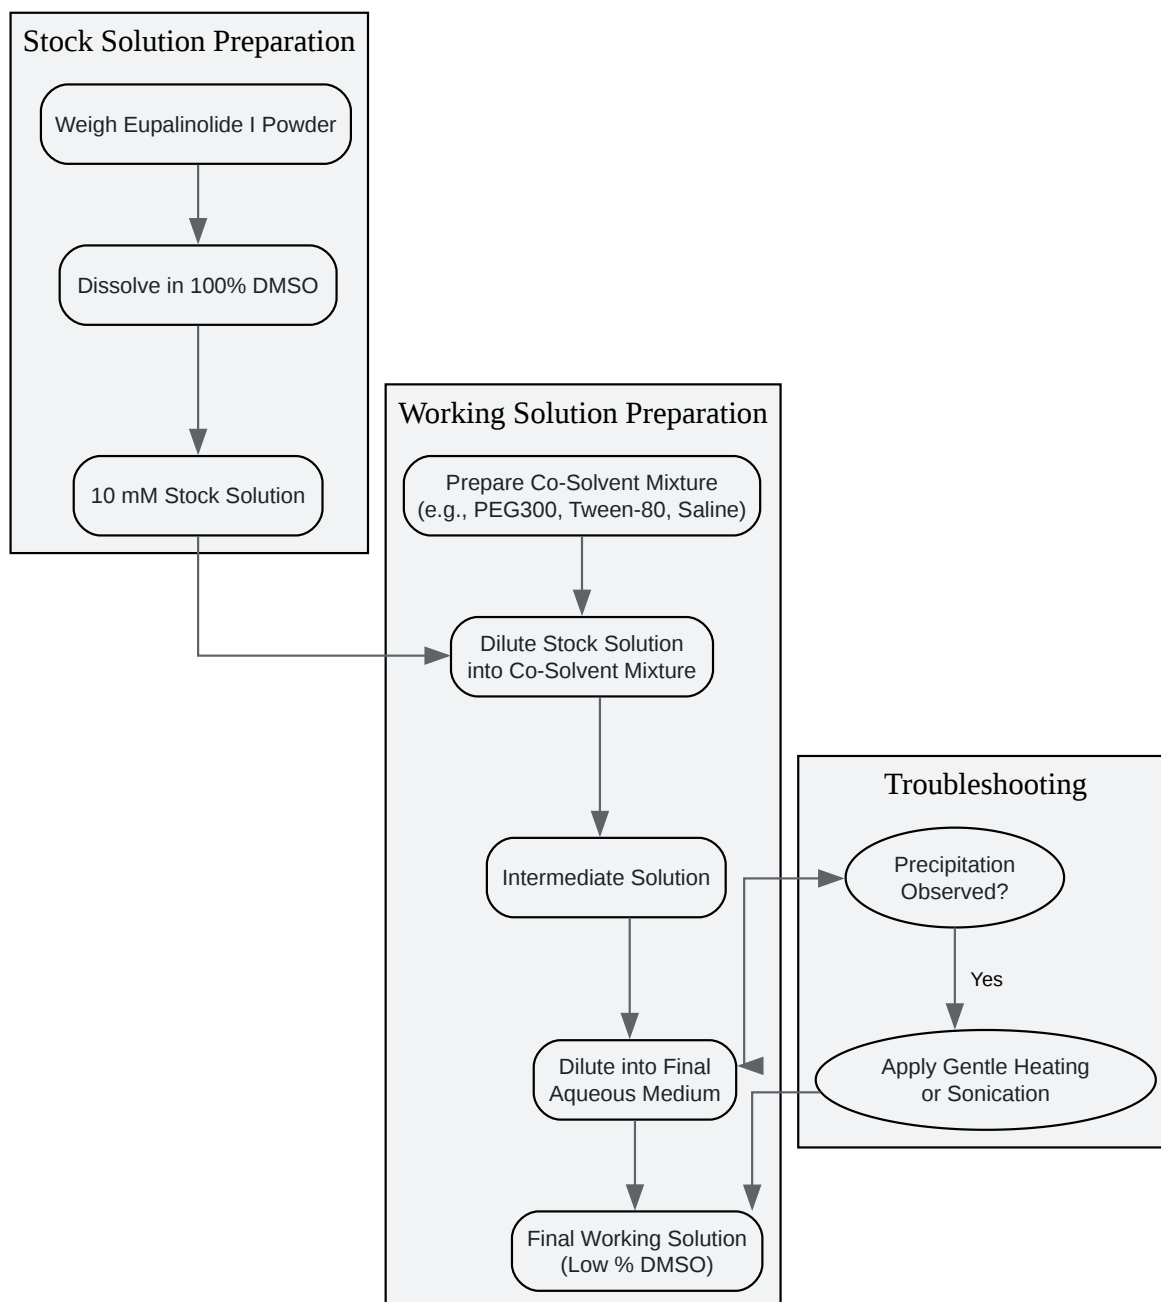 Stock Solution Preparation
Weigh Eupalinolide I Powder
Dissolve in 100% DMSO
10 mM Stock Solution
Working Solution Preparation
Prepare Co-Solvent Mixture
(e.g., PEG300, Tween-80, Saline)
Dilute Stock Solution
into Co-Solvent Mixture
Intermediate Solution
Dilute into Final
Aqueous Medium
Final Working Solution
(Low % DMSO)
Troubleshooting
Precipitation
Observed?
Yes
Apply Gentle Heating
or Sonication